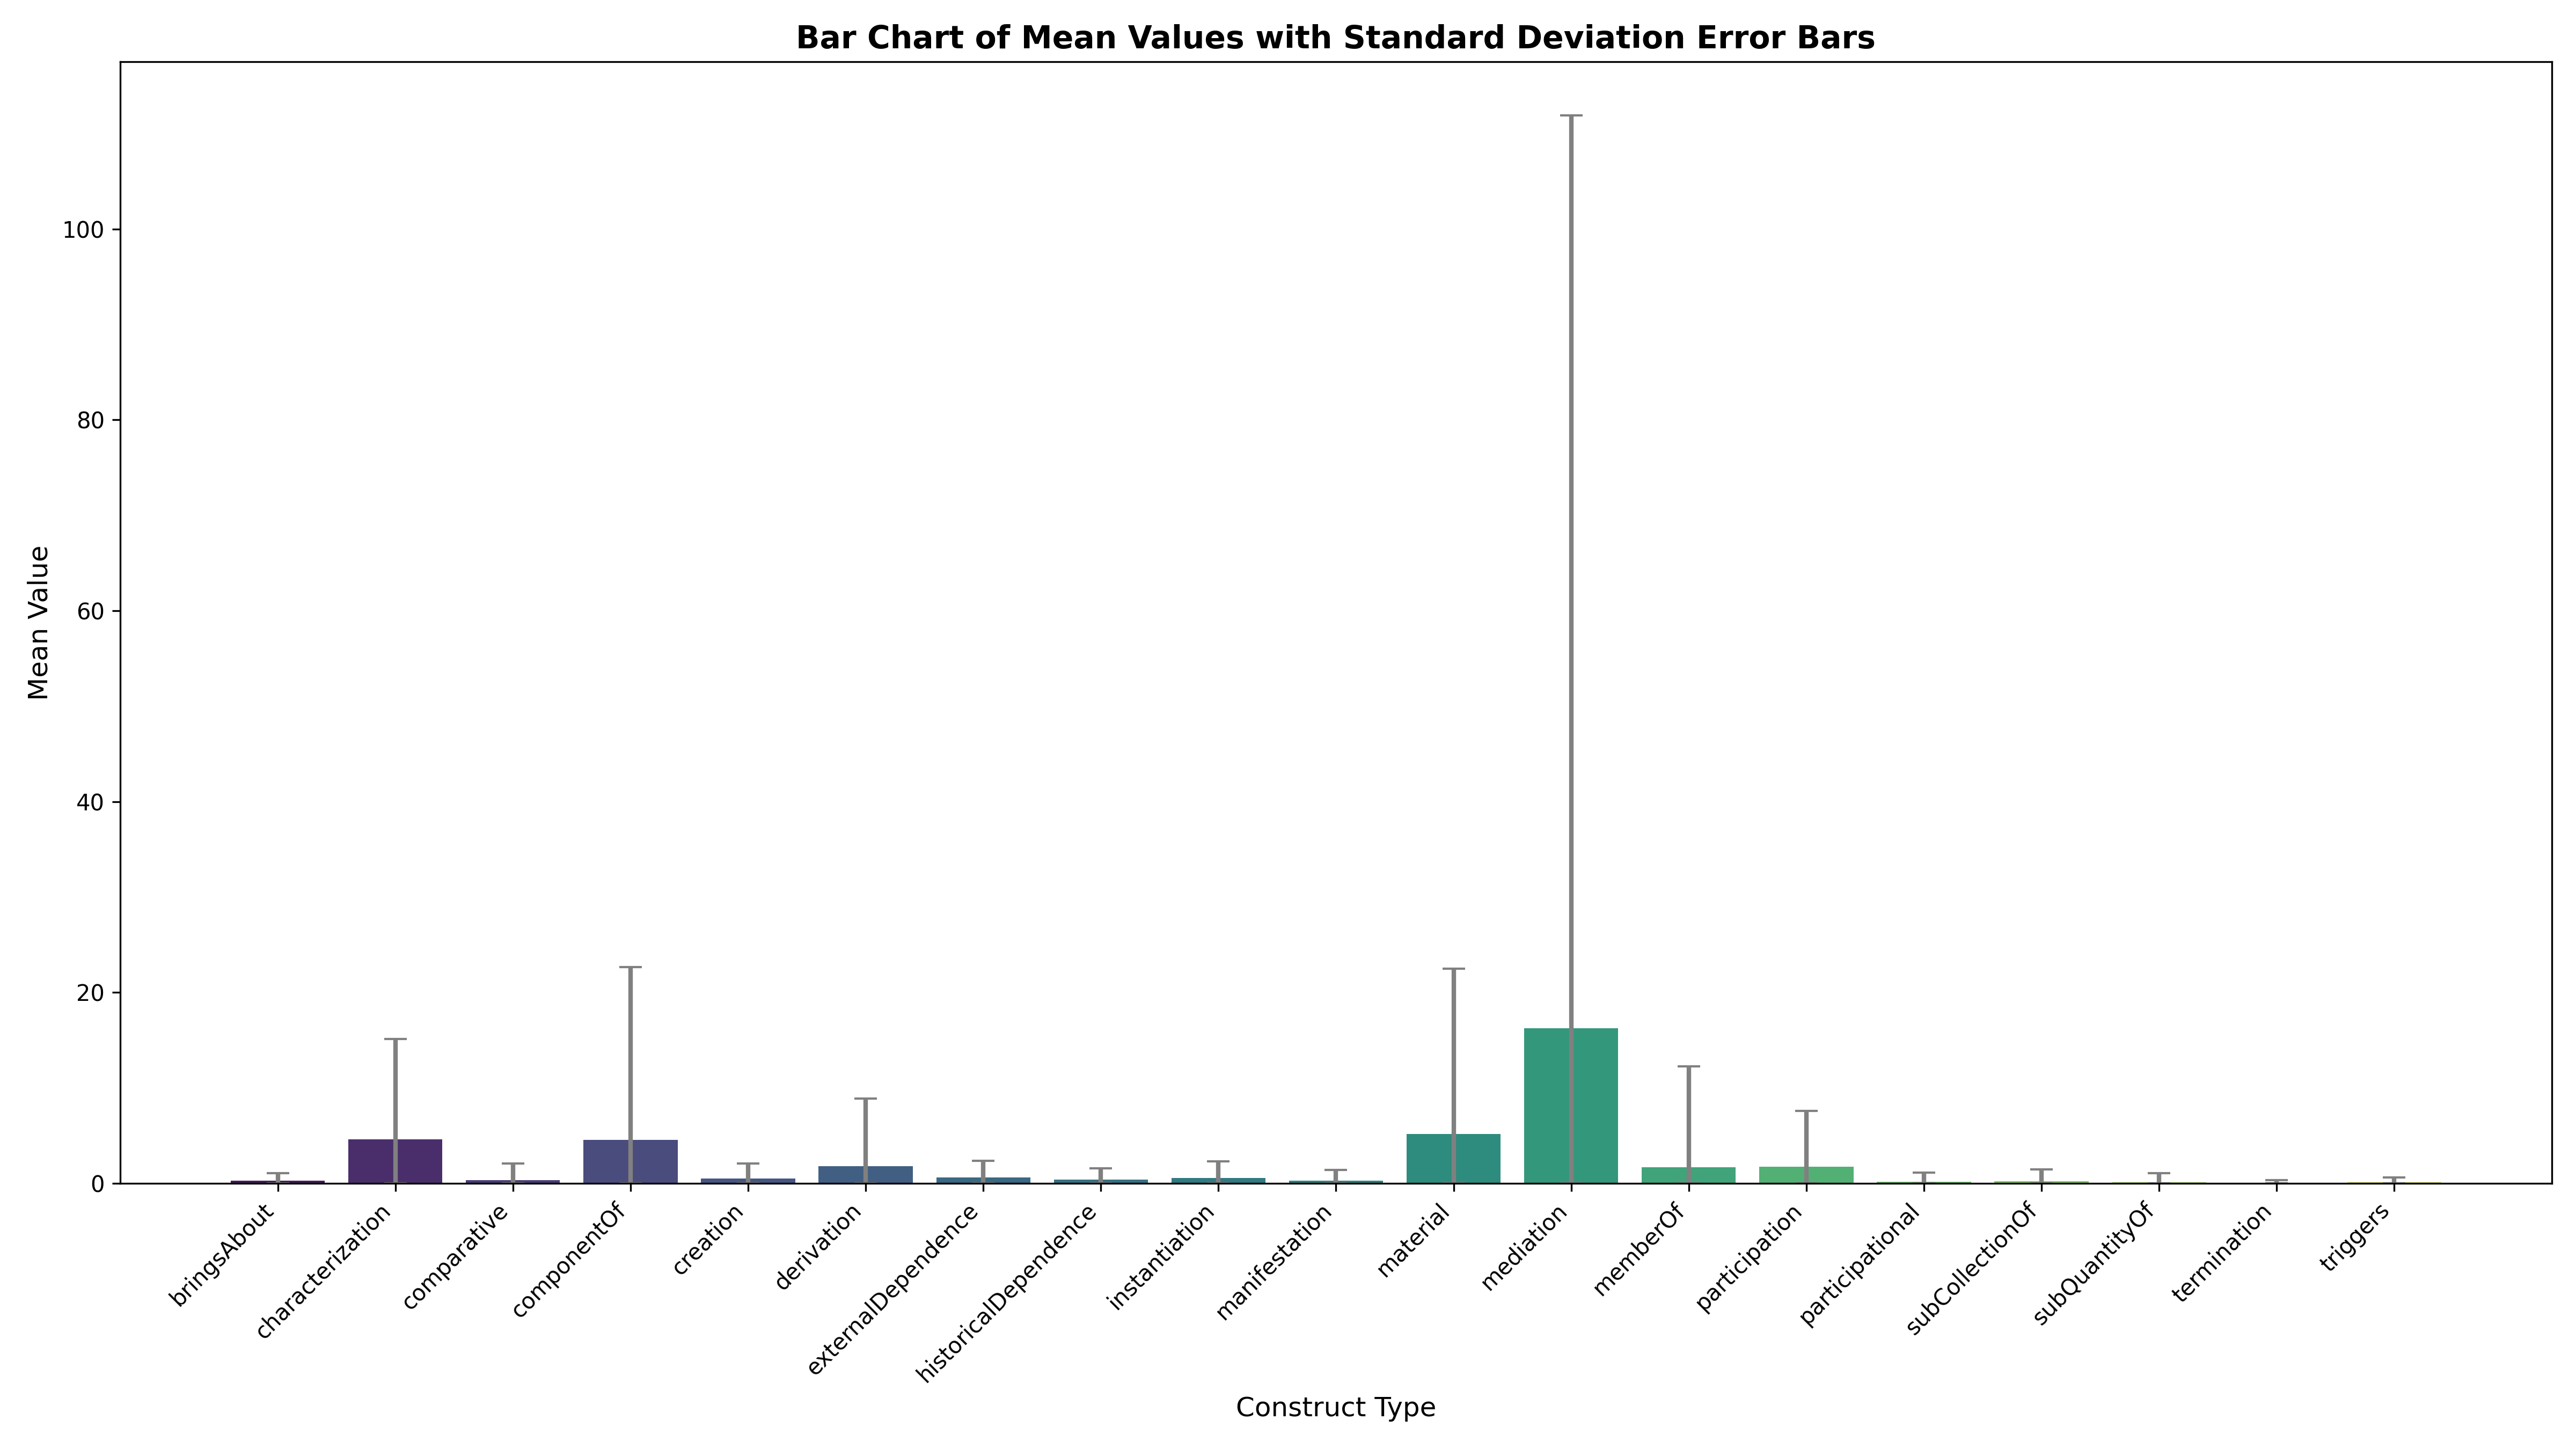 Bar Chart of Mean Values with Standard Deviation Error Bars
Mean Value
100
80
60
40
20
0
bringsAbout
characterization
comparative
componentOf
creation
derivation
externalDependence
historicalDependence
instantiation
manifestation
material
mediation
memberOf
participation
participational
subCollectionOf
subQuantityOf
termination
triggers
Construct Type